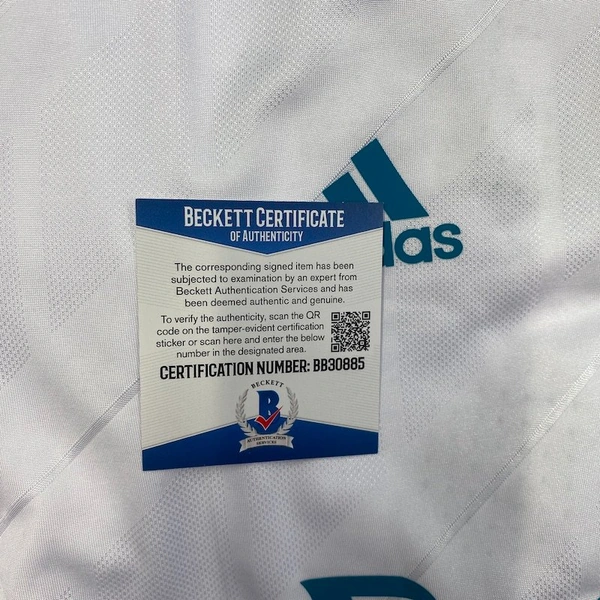 BECKETT CERTIFICATE
OF AUTHENTICITY
The corresponding signed item has been
subjected to examination by an expert from
Beckett Authentication Services and has
been deemed authentic and genuine.
To verify the authenticity, scan the QR
code on the tamper-evident certification
sticker or scan here and enter the below
number in the designated area.
CERTIFICATION NUMBER: BB30885
BECKETT
B
AUTHENTICATION
SERVICES
das